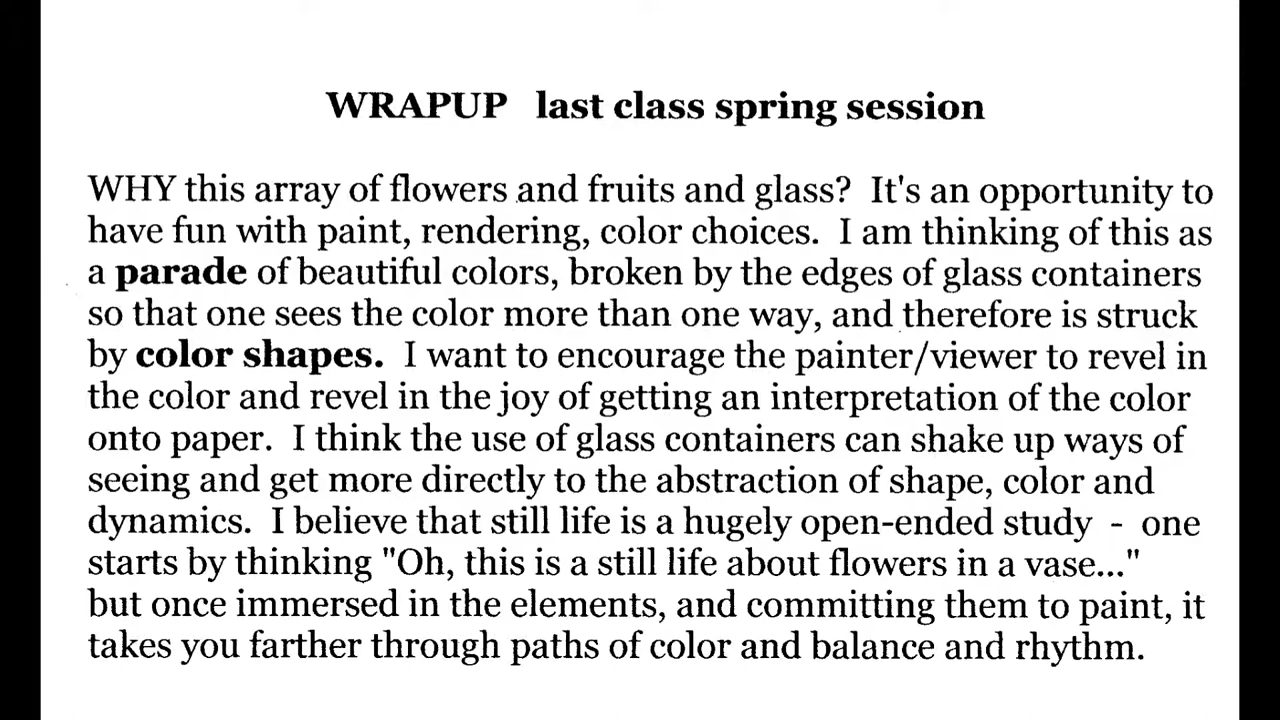 WRAPUP last class spring session
WHY this array of flowers and fruits and glass? It's an opportunity to
have fun with paint, rendering, color choices. I am thinking of this as
a parade of beautiful colors, broken by the edges of glass containers
so that one sees the color more than one way, and therefore is struck
by color shapes. I want to encourage the painter/viewer to revel in
the color and revel in the joy of getting an interpretation of the color
onto paper. I think the use of glass containers can shake up ways of
seeing and get more directly to the abstraction of shape, color and
dynamics. I believe that still life is a hugely open-ended study - one
starts by thinking "Oh, this is a still life about flowers in a vase..."
but once immersed in the elements, and committing them to paint, it
takes you farther through paths of color and balance and rhythm.